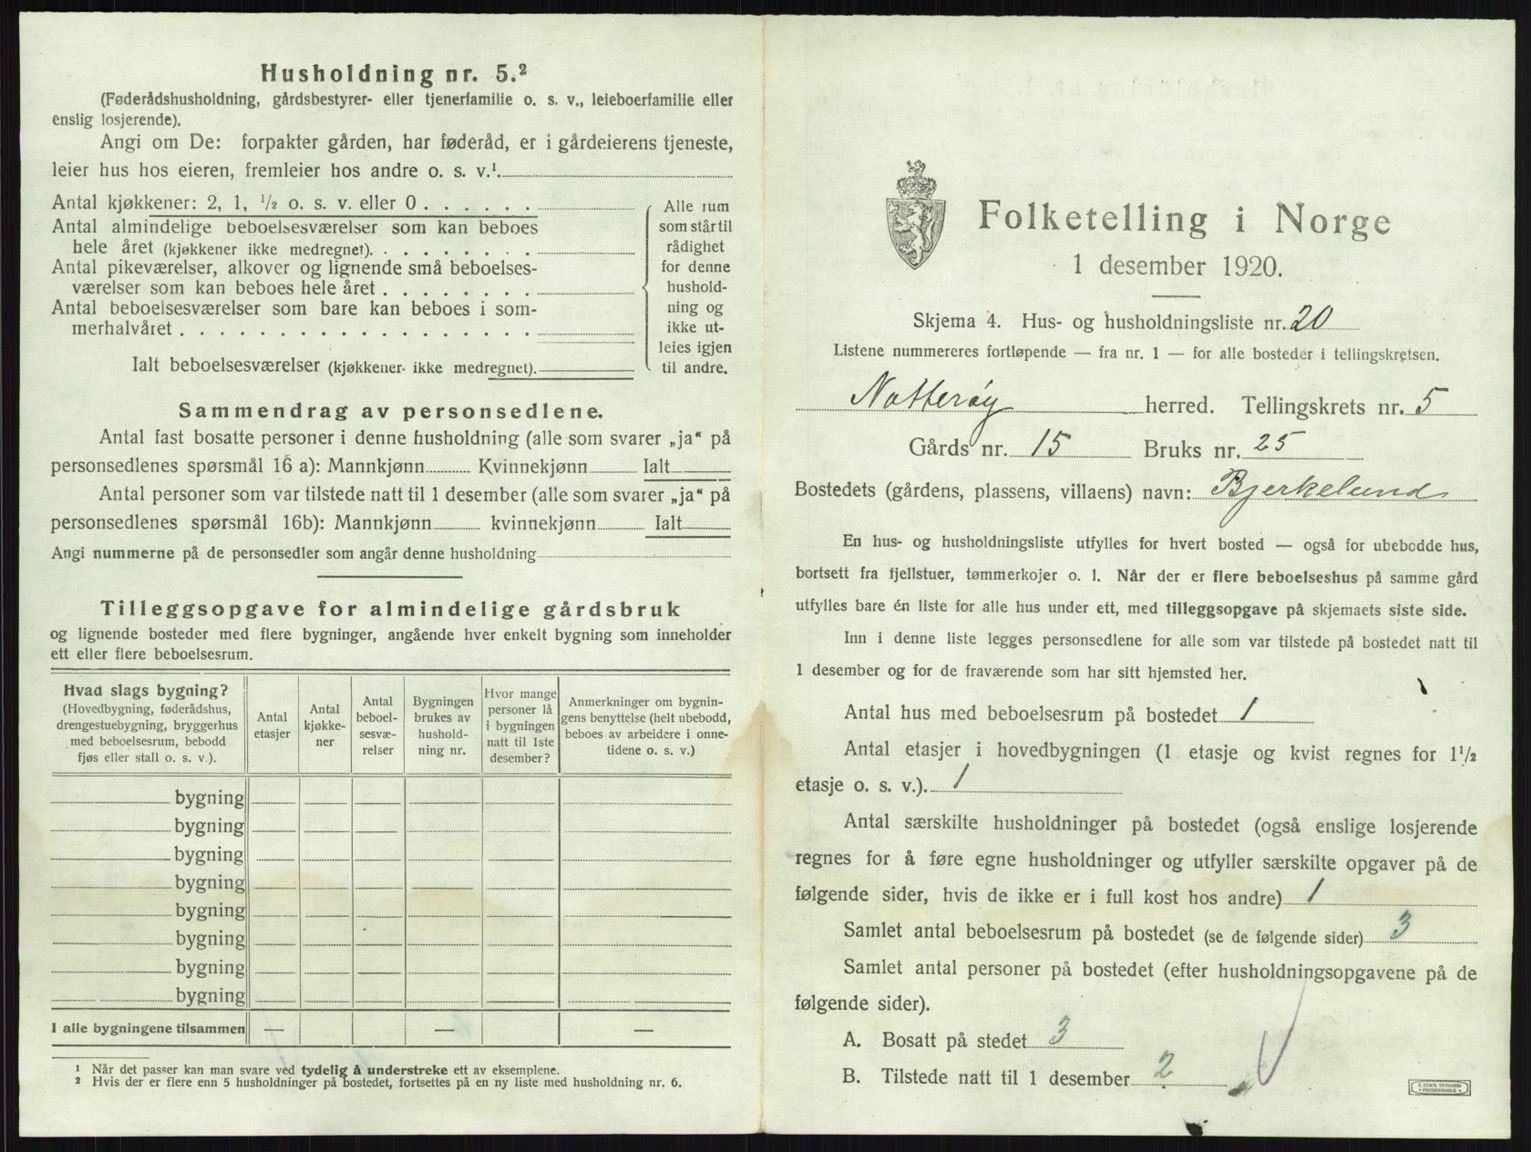 Husholdning nr. 5.²
(Føderådshusholdning, gårdsbestyrer- eller tjenerfamilie o. s. v., leieboerfamilie eller
enslig losjerende).
Angi om De: forpakter gården, har føderåd, er i gårdeierens tjeneste,
leier hus hos eieren, fremleier hos andre o. s. v.¹
Antal kjøkkener: 2, 1, ½ o. s. v. eller 0 . . . . . .
Antal almindelige beboelsesværelser som kan beboes
hele året (kjøkkener ikke medregnet). . . . . . . . .
Antal pikeværelser, alkover og lignende små beboelses-
værelser som kan beboes hele året . . . . . . . .
Antal beboelsesværelser som bare kan beboes i som-
merhalvåret . . . . . . . . . . . . . . . . . .
Ialt beboelsesværelser (kjøkkener ikke medregnet).
Alle rum
som står til
rådighet
for denne
hushold-
ning og
ikke ut-
leies igjen
til andre.
Sammendrag av personsedlene.
Antal fast bosatte personer i denne husholdning (alle som svarer „ja“ på
personsedlenes spørsmål 16 a): Mannkjønn Kvinnekjønn Ialt
Antal personer som var tilstede natt til 1 desember (alle som svarer „ja“ på
personsedlenes spørsmål 16b): Mannkjønn kvinnekjønn Ialt
Angi nummerne på de personsedler som angår denne husholdning
Tilleggsopgave for almindelige gårdsbruk
og lignende bosteder med flere bygninger, angående hver enkelt bygning som inneholder
ett eller flere beboelsesrum.
Hvad slags bygning?
(Hovedbygning, føderådshus,
drengestuebygning, bryggerhus
med beboelsesrum, bebodd
fjøs eller stall o. s. v.).
Antal
etasjer
Antal
kjøkke-
ner
Antal
beboel-
sesvæ-
relser
Bygningen
brukes av
hushold-
ning nr.
Hvor mange
personer lå
i bygningen
natt til 1ste
desember?
Anmerkninger om bygnin-
gens benyttelse (helt ubebodd,
beboes av arbeidere i onne-
tidene o. s. v.)
bygning
bygning
bygning
bygning
bygning
bygning
bygning
bygning
I alle bygningene tilsammen — — —
¹ Når det passer kan man svare ved tydelig å understreke ett av eksemplene.
² Hvis der er flere enn 5 husholdninger på bostedet, fortsettes på en ny liste med husholdning nr. 6.
Folketelling i Norge
1 desember 1920.
Skjema 4. Hus- og husholdningsliste nr. 20
Listene nummereres fortløpende — fra nr. 1 — for alle bosteder i tellingskretsen.
Nøtterøy herred. Tellingskrets nr. 5
Gårds nr. 15 Bruks nr. 25
Bostedets (gårdens, plassens, villaens) navn: Bjerkelund
En hus- og husholdningsliste utfylles for hvert bosted — også for ubebodde hus,
bortsett fra fjellstuer, tømmerkojer o. l. Når der er flere beboelseshus på samme gård
utfylles bare én liste for alle hus under ett, med tilleggsopgave på skjemaets siste side.
Inn i denne liste legges personsedlene for alle som var tilstede på bostedet natt til
1 desember og for de fraværende som har sitt hjemsted her.
Antal hus med beboelsesrum på bostedet 1
Antal etasjer i hovedbygningen (1 etasje og kvist regnes for 1½
etasje o. s. v.). 1
Antal særskilte husholdninger på bostedet (også enslige losjerende
regnes for å føre egne husholdninger og utfyller særskilte opgaver på de
følgende sider, hvis de ikke er i full kost hos andre) 1
Samlet antal beboelsesrum på bostedet (se de følgende sider) 3
Samlet antal personer på bostedet (efter husholdningsopgavene på de
følgende sider).
A. Bosatt på stedet 3
B. Tilstede natt til 1 desember 2